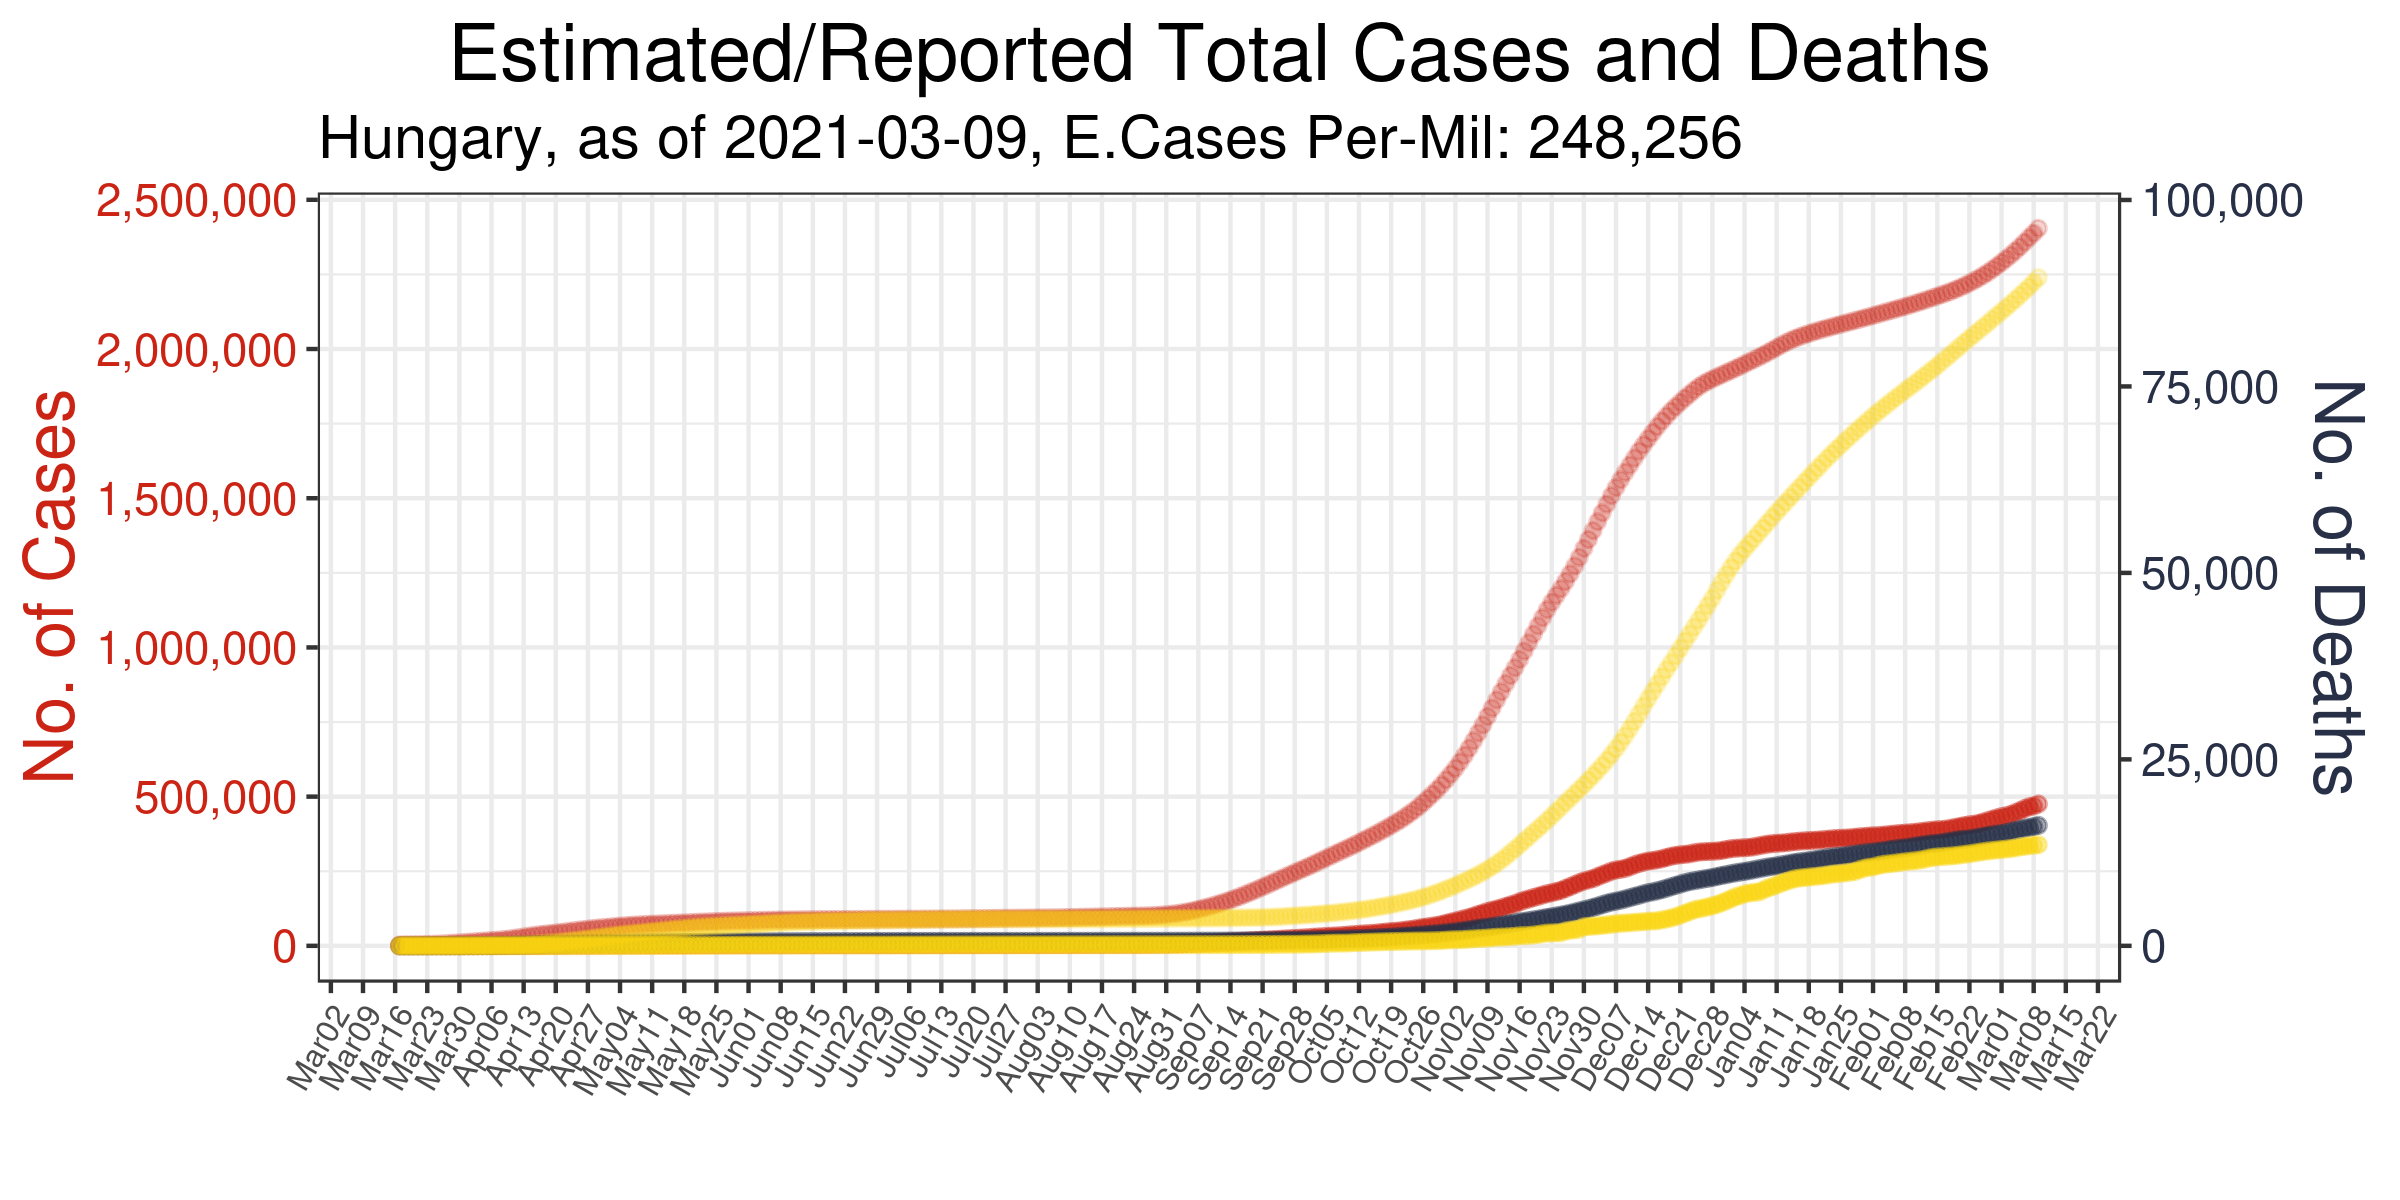 Estimated/Reported Total Cases and Deaths
Hungary, as of 2021-03-09, E.Cases Per-Mil: 248,256
No. of Cases
2,500,000
2,000,000
1,500,000
1,000,000
500,000
0
100,000
75,000
50,000
25,000
0
No. of Deaths
Mar02
Mar09
Mar16
Mar23
Mar30
Apr06
Apr13
Apr20
Apr27
May04
May11
May18
May25
Jun01
Jun08
Jun15
Jun22
Jun29
Jul06
Jul13
Jul20
Jul27
Aug03
Aug10
Aug17
Aug24
Aug31
Sep07
Sep14
Sep21
Sep28
Oct05
Oct12
Oct19
Oct26
Nov02
Nov09
Nov16
Nov23
Nov30
Dec07
Dec14
Dec21
Dec28
Jan04
Jan11
Jan18
Jan25
Feb01
Feb08
Feb15
Feb22
Mar01
Mar08
Mar15
Mar22